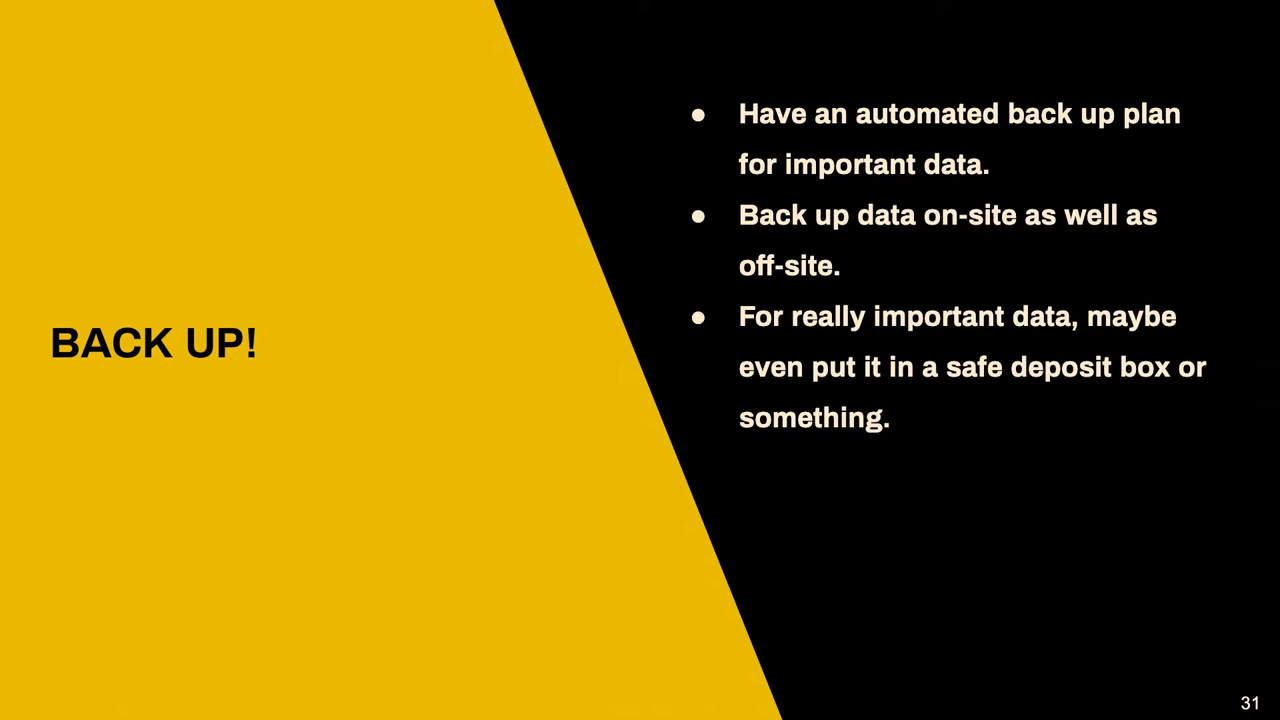 BACK UP!
● Have an automated back up plan
for important data.
● Back up data on-site as well as
off-site.
● For really important data, maybe
even put it in a safe deposit box or
something.
31